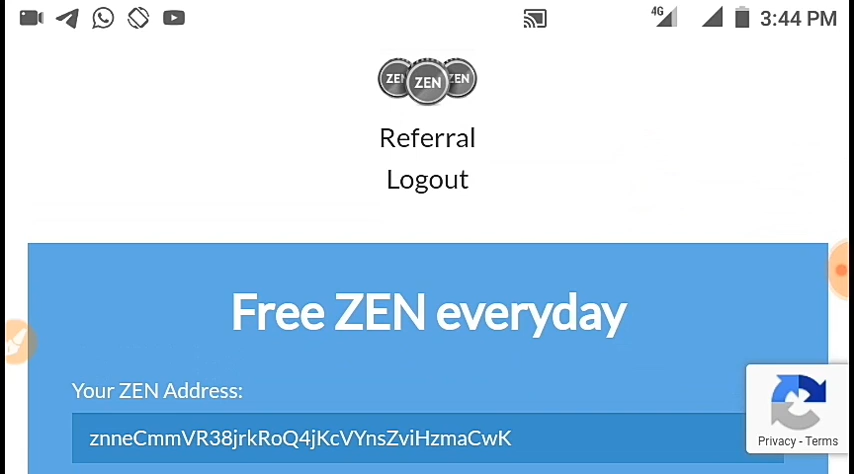 4G 3:44 PM
ZEN ZEN ZEN
Referral
Logout
Free ZEN everyday
Your ZEN Address:
znneCmmVR38jrkRoQ4jKcVYnsZviHzmaCwK
Privacy - Terms